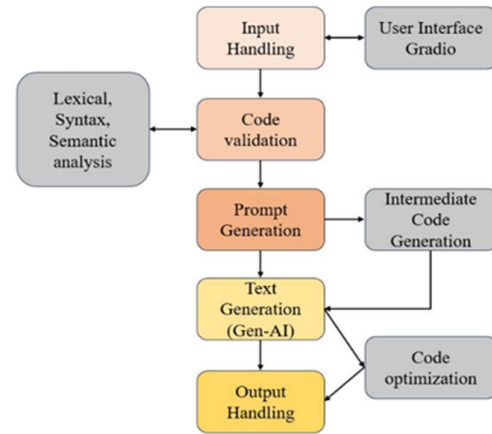 Input
Handling
User Interface
Gradio
Lexical,
Syntax,
Semantic
analysis
Code
validation
Prompt
Generation
Intermediate
Code
Generation
Text
Generation
(Gen-AI)
Code
optimization
Output
Handling